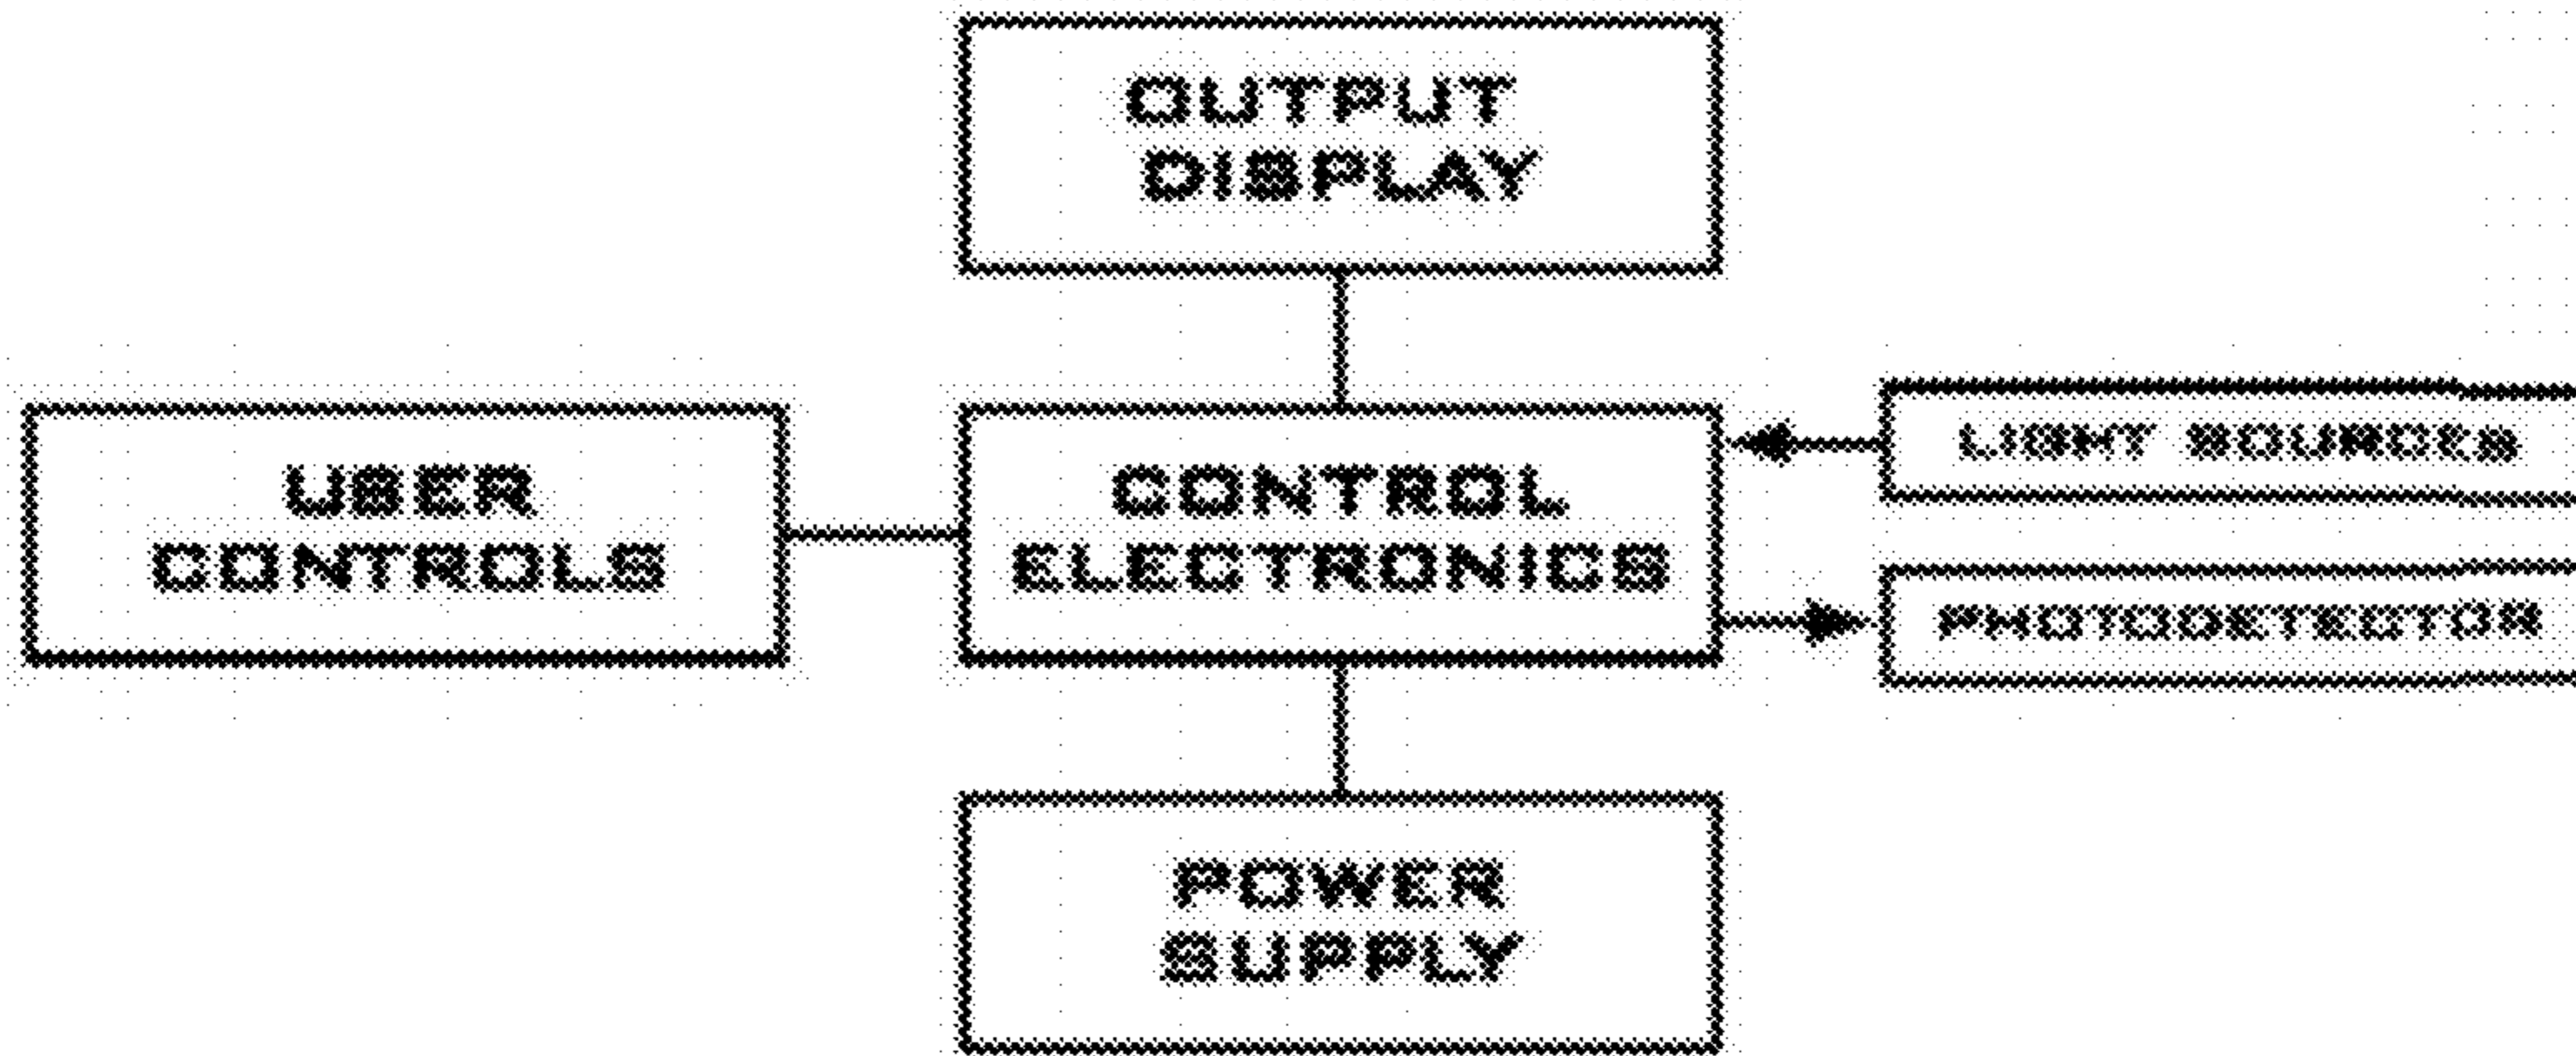 OUTPUT
DISPLAY
USER
CONTROLS
CONTROL
ELECTRONICS
LIGHT SOURCES
PHOTODETECTOR
POWER
SUPPLY